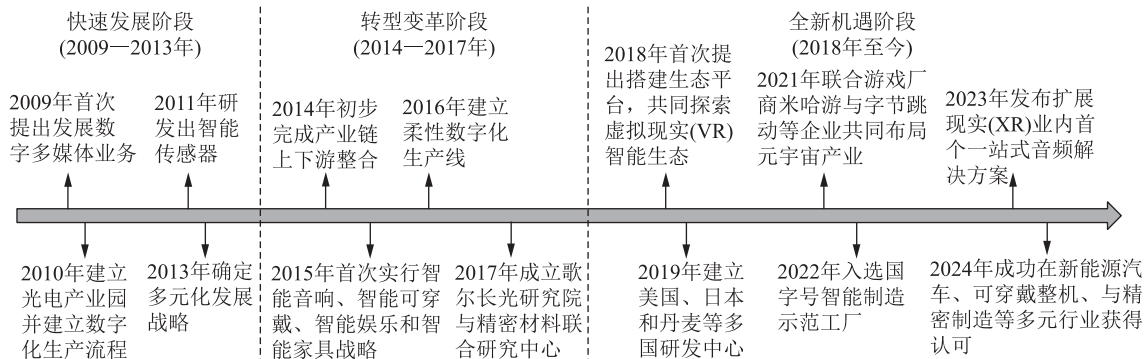 快速发展阶段
(2009—2013年)
转型变革阶段
(2014—2017年)
全新机遇阶段
(2018年至今)
2009年首次
提出发展数
字多媒体业务
2011年研
发出智能
传感器
2014年初步
完成产业链
上下游整合
2016年建立
柔性数字化
生产线
2018年首次提
出搭建生态平
台，共同探索
虚拟现实(VR)
智能生态
2021年联合游戏厂
商米哈游与字节跳
动等企业共同布局
元宇宙产业
2023年发布扩展
现实(XR)业内首
个一站式音频解
决方案
2010年建立
光电产业园
并建立数字
化生产流程
2013年确定
多元化发展
战略
2015年首次实行智
能音响、智能可穿
戴、智能娱乐和智
能家具战略
2017年成立歌
尔长光研究院
与精密材料联
合研究中心
2019年建立
美国、日本
和丹麦等多
国研发中心
2022年入选国
字号智能制造
示范工厂
2024年成功在新能源汽
车、可穿戴整机、与精
密制造等多元行业获得
认可